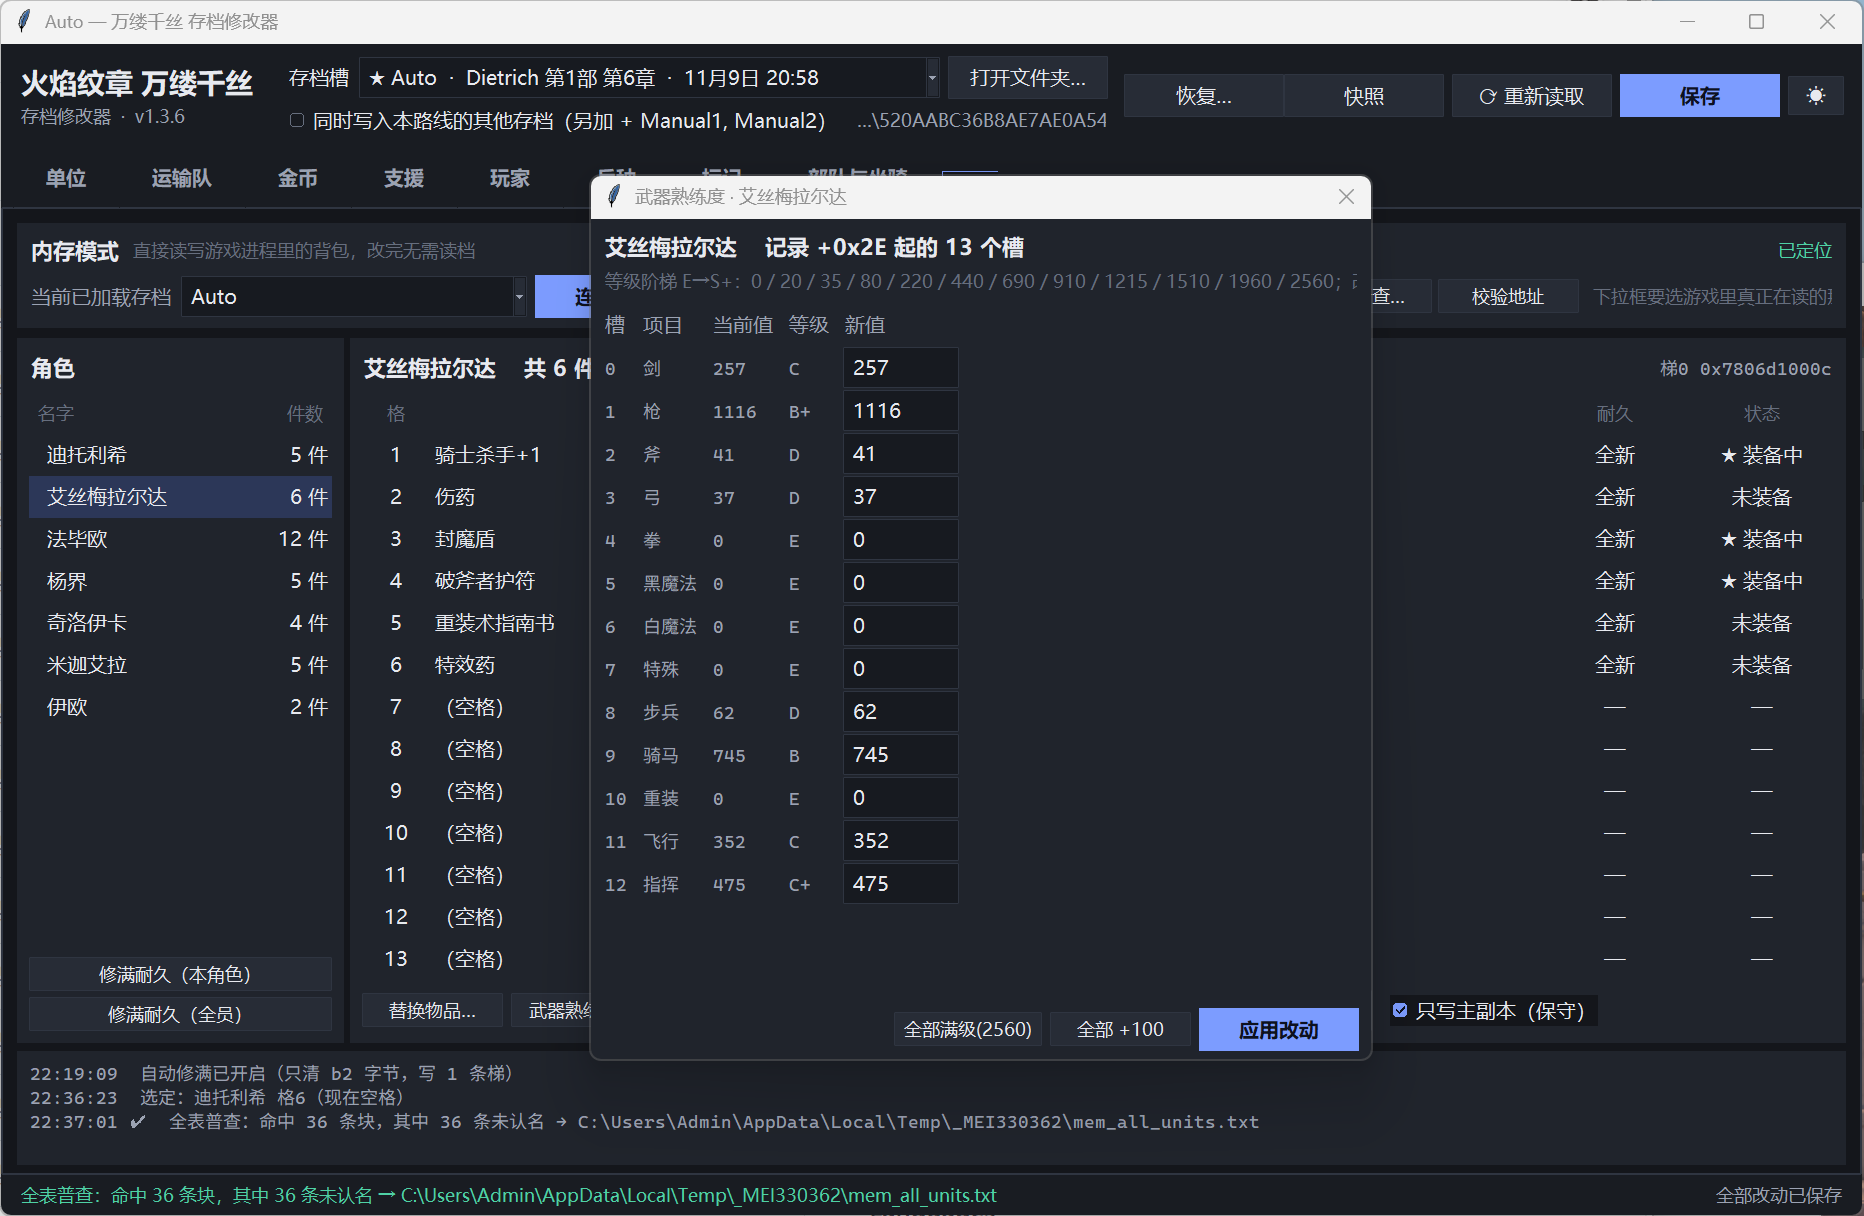 Auto — 万缕千丝 存档修改器
火焰纹章 万缕千丝
存档修改器 · v1.3.6
存档槽 ★ Auto · Dietrich 第1部 第6章 · 11月9日 20:58 打开文件夹...
同时写入本路线的其他存档（另加 + Manual1, Manual2） ...\520AABC36B8AE7AE0A54
恢复... 快照 重新读取 保存
单位 运输队 金币 支援 玩家
内存模式 直接读写游戏进程里的背包，改完无需读档 已定位
当前已加载存档 Auto 查... 校验地址 下拉框要选游戏里真正在读的
角色
名字 件数
迪托利希 5 件
艾丝梅拉尔达 6 件
法毕欧 12 件
杨界 5 件
奇洛伊卡 4 件
米迦艾拉 5 件
伊欧 2 件
修满耐久（本角色）
修满耐久（全员）
艾丝梅拉尔达 共 6 件 梯0 0x7806d1000c
格 耐久 状态
1 骑士杀手+1 全新 ★ 装备中
2 伤药 全新 未装备
3 封魔盾 全新 ★ 装备中
4 破斧者护符 全新 ★ 装备中
5 重装术指南书 全新 未装备
6 特效药 全新 未装备
7 （空格） — —
8 （空格） — —
9 （空格） — —
10 （空格） — —
11 （空格） — —
12 （空格） — —
13 （空格） — —
替换物品... 武器熟 只写主副本（保守）
武器熟练度 · 艾丝梅拉尔达
艾丝梅拉尔达 记录 +0x2E 起的 13 个槽
等级阶梯 E→S+：0 / 20 / 35 / 80 / 220 / 440 / 690 / 910 / 1215 / 1510 / 1960 / 2560；
槽 项目 当前值 等级 新值
0 剑 257 C 257
1 枪 1116 B+ 1116
2 斧 41 D 41
3 弓 37 D 37
4 拳 0 E 0
5 黑魔法 0 E 0
6 白魔法 0 E 0
7 特殊 0 E 0
8 步兵 62 D 62
9 骑马 745 B 745
10 重装 0 E 0
11 飞行 352 C 352
12 指挥 475 C+ 475
全部满级(2560) 全部 +100 应用改动
22:19:09 自动修满已开启（只清 b2 字节，写 1 条梯）
22:36:23 选定：迪托利希 格6（现在空格）
22:37:01 ✔ 全表普查：命中 36 条块，其中 36 条未认名 → C:\Users\Admin\AppData\Local\Temp\_MEI330362\mem_all_units.txt
全表普查：命中 36 条块，其中 36 条未认名 → C:\Users\Admin\AppData\Local\Temp\_MEI330362\mem_all_units.txt 全部改动已保存